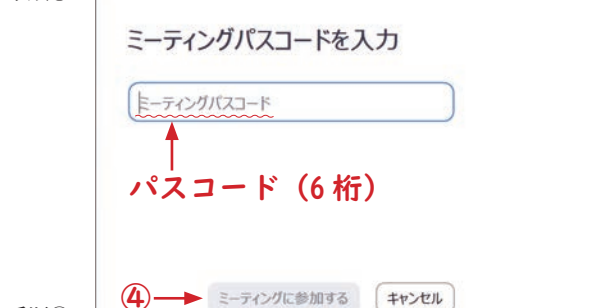 ミーティングパスコードを入力
ミーティングパスコード
パスコード（6 桁）
④
ミーティングに参加する
キャンセル